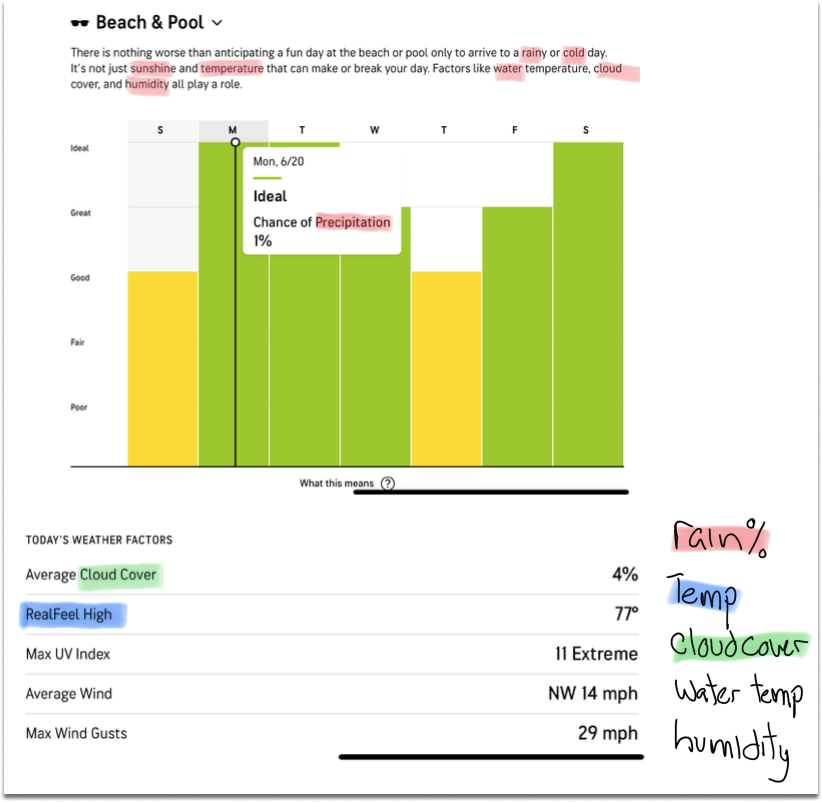 Beach & Pool
There is nothing worse than anticipating a fun day at the beach or pool only to arrive to a rainy or cold day.
It's not just sunshine and temperature that can make or break your day. Factors like water temperature, cloud
cover, and humidity all play a role.
S M T W T F S
Ideal
Mon, 6/20
Ideal
Great
Chance of Precipitation
1%
Good
Fair
Poor
What this means ?
TODAY'S WEATHER FACTORS
Average Cloud Cover 4%
RealFeel High 77°
Max UV Index 11 Extreme
Average Wind NW 14 mph
Max Wind Gusts 29 mph
rain%
Temp
Cloudcover
Water temp
humidity